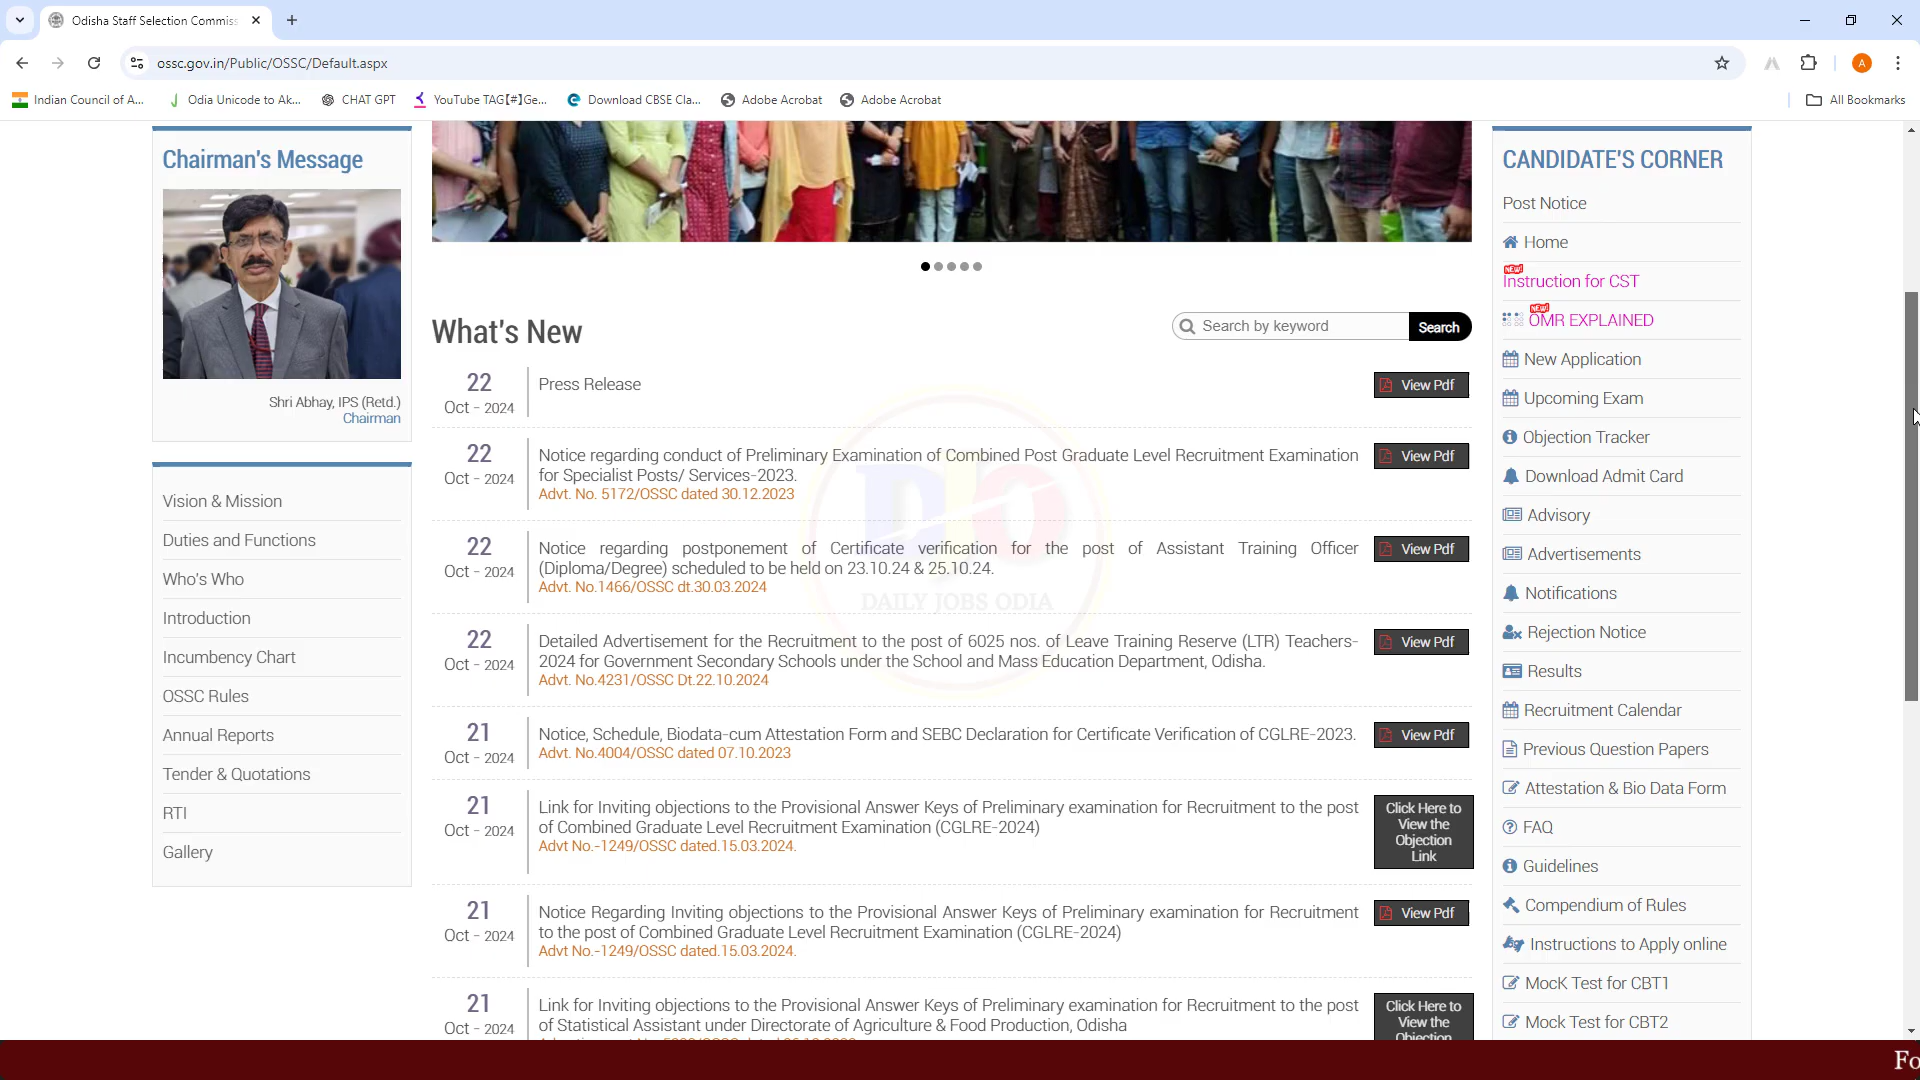 Odisha Staff Selection Commiss
ossc.gov.in/Public/OSSC/Default.aspx
A
Indian Council of A...
Odia Unicode to Ak...
CHAT GPT
YouTube TAG【#】Ge...
Download CBSE Cla...
Adobe Acrobat
Adobe Acrobat
All Bookmarks
Chairman's Message
Shri Abhay, IPS (Retd.)
Chairman
Vision & Mission
Duties and Functions
Who's Who
Introduction
Incumbency Chart
OSSC Rules
Annual Reports
Tender & Quotations
RTI
Gallery
What's New
Search by keyword
Search
22
Oct - 2024
Press Release
View Pdf
22
Oct - 2024
Notice regarding conduct of Preliminary Examination of Combined Post Graduate Level Recruitment Examination
for Specialist Posts/ Services-2023.
Advt. No. 5172/OSSC dated 30.12.2023
View Pdf
22
Oct - 2024
Notice regarding postponement of Certificate verification for the post of Assistant Training Officer
(Diploma/Degree) scheduled to be held on 23.10.24 & 25.10.24.
Advt. No.1466/OSSC dt.30.03.2024
View Pdf
DJO
DAILY JOBS ODIA
22
Oct - 2024
Detailed Advertisement for the Recruitment to the post of 6025 nos. of Leave Training Reserve (LTR) Teachers-
2024 for Government Secondary Schools under the School and Mass Education Department, Odisha.
Advt. No.4231/OSSC Dt.22.10.2024
View Pdf
21
Oct - 2024
Notice, Schedule, Biodata-cum Attestation Form and SEBC Declaration for Certificate Verification of CGLRE-2023.
Advt. No.4004/OSSC dated 07.10.2023
View Pdf
21
Oct - 2024
Link for Inviting objections to the Provisional Answer Keys of Preliminary examination for Recruitment to the post
of Combined Graduate Level Recruitment Examination (CGLRE-2024)
Advt No.-1249/OSSC dated.15.03.2024.
Click Here to
View the
Objection
Link
21
Oct - 2024
Notice Regarding Inviting objections to the Provisional Answer Keys of Preliminary examination for Recruitment
to the post of Combined Graduate Level Recruitment Examination (CGLRE-2024)
Advt No.-1249/OSSC dated.15.03.2024.
View Pdf
21
Oct - 2024
Link for Inviting objections to the Provisional Answer Keys of Preliminary examination for Recruitment to the post
of Statistical Assistant under Directorate of Agriculture & Food Production, Odisha
Click Here to
View the
Objection
CANDIDATE'S CORNER
Post Notice
Home
NEW!
Instruction for CST
NEW!
OMR EXPLAINED
New Application
Upcoming Exam
Objection Tracker
Download Admit Card
Advisory
Advertisements
Notifications
Rejection Notice
Results
Recruitment Calendar
Previous Question Papers
Attestation & Bio Data Form
FAQ
Guidelines
Compendium of Rules
Instructions to Apply online
MocK Test for CBT1
Mock Test for CBT2
Fo